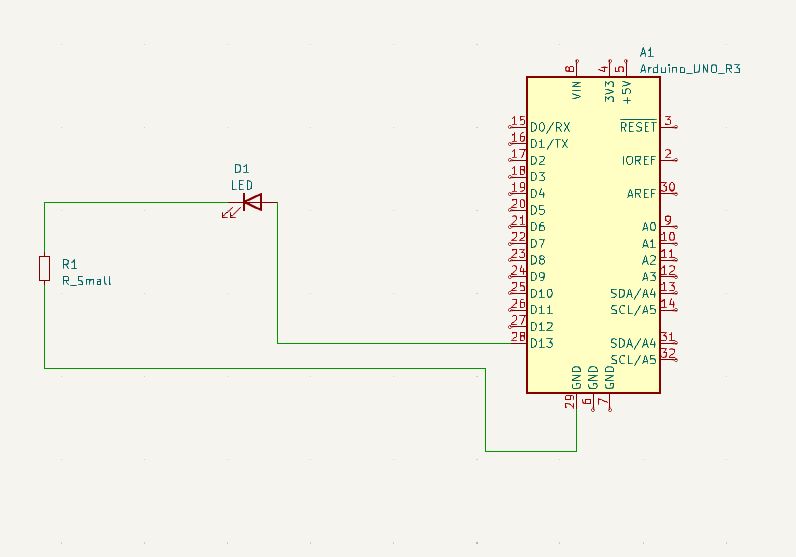 A1
Arduino_UNO_R3
8
4
5
VIN
3V3
+5V
15 D0/RX
16 D1/TX
17 D2
18 D3
19 D4
20 D5
21 D6
22 D7
23 D8
24 D9
25 D10
26 D11
27 D12
28 D13
RESET 3
IOREF 2
AREF 30
A0 9
A1 10
A2 11
A3 12
SDA/A4 13
SCL/A5 14
SDA/A4 31
SCL/A5 32
GND
GND
GND
29
6
7
D1
LED
R1
R_Small